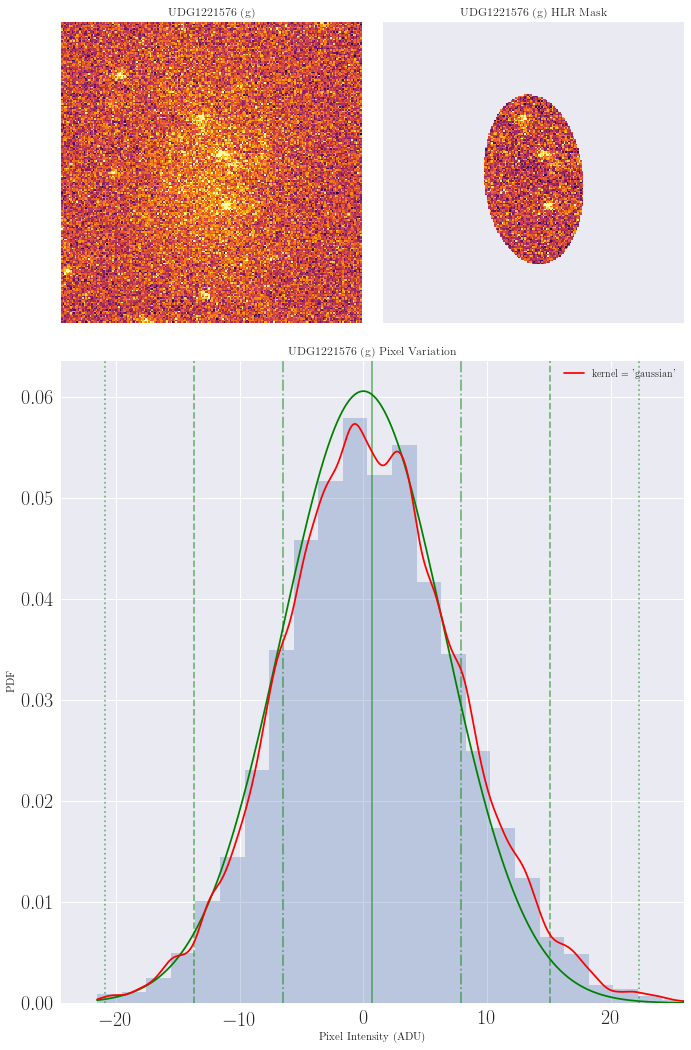 UDG1221576 (g)
UDG1221576 (g) HLR Mask
UDG1221576 (g) Pixel Variation
kernel = 'gaussian'
0.06
0.05
0.04
0.03
0.02
0.01
0.00
PDF
−20
−10
0
10
20
Pixel Intensity (ADU)